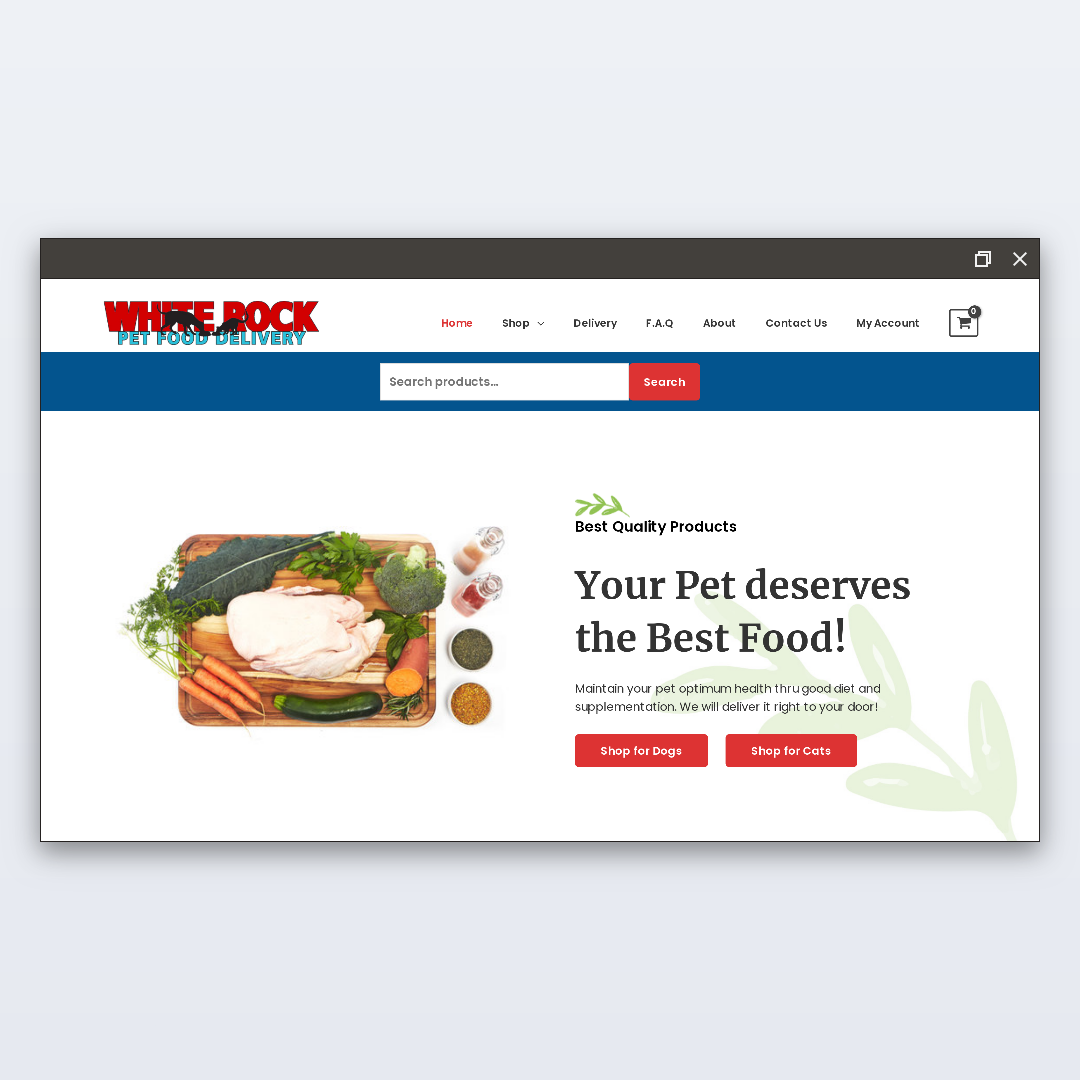 WHITE ROCK
PET FOOD DELIVERY
Home Shop Delivery F.A.Q About Contact Us My Account 0
Search products... Search
Best Quality Products
Your Pet deserves
the Best Food!
Maintain your pet optimum health thru good diet and
supplementation. We will deliver it right to your door!
Shop for Dogs Shop for Cats